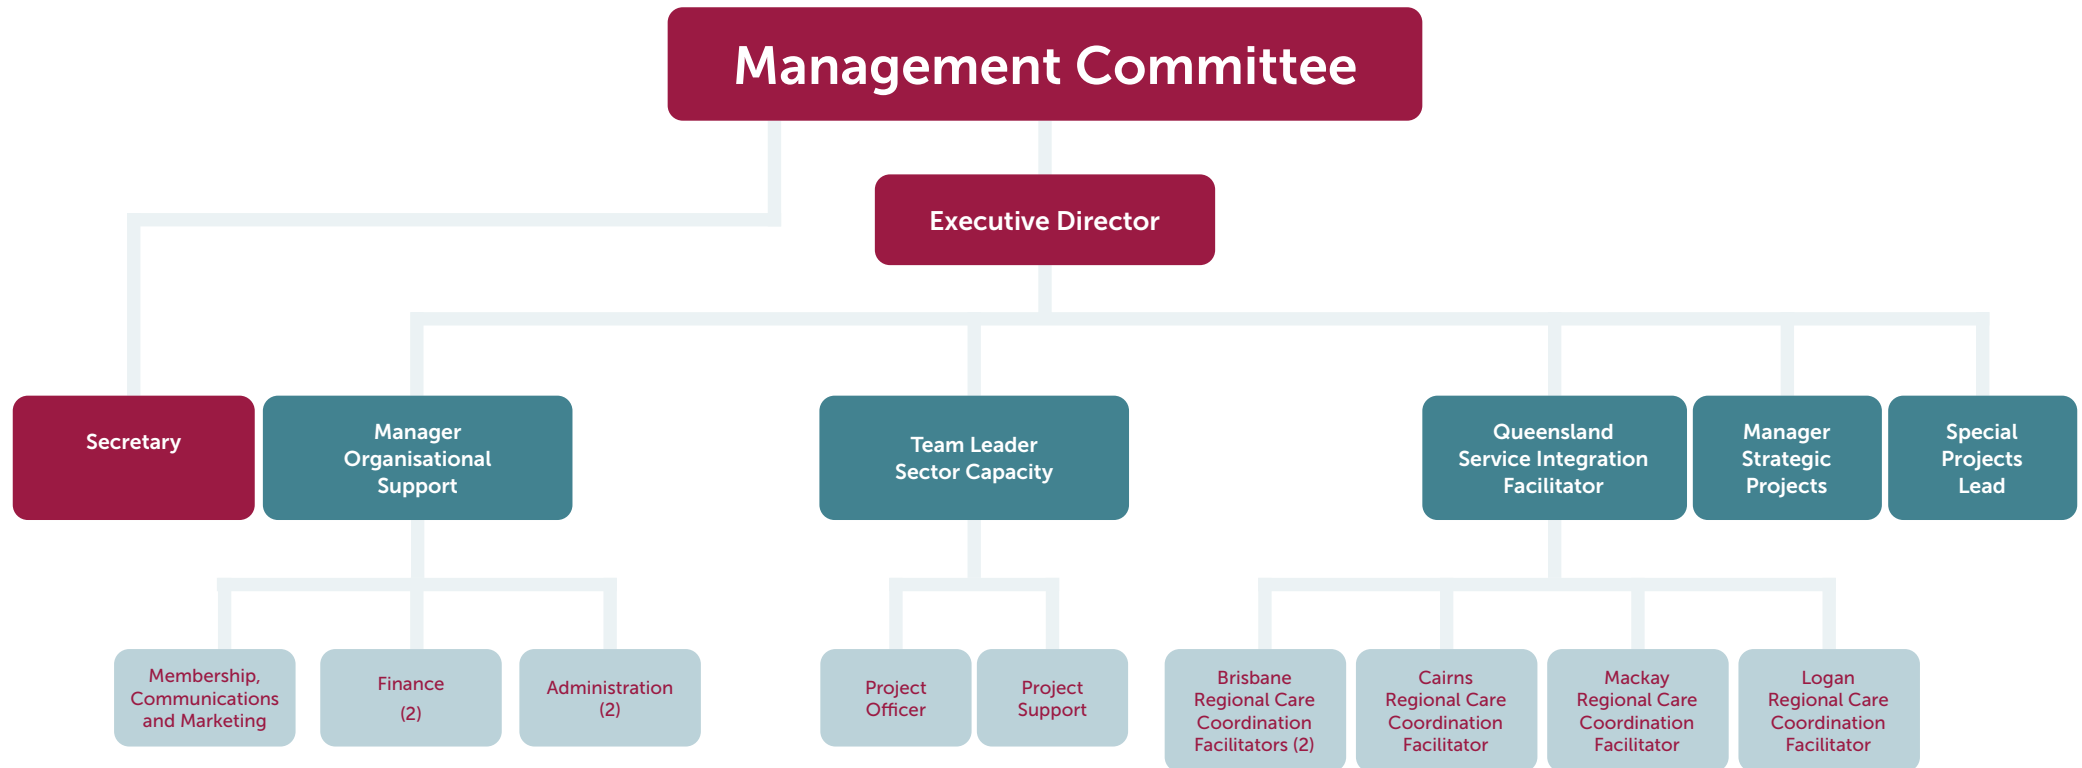 Management Committee
Executive Director
Secretary
Manager
Organisational
Support
Team Leader
Sector Capacity
Queensland
Service Integration
Facilitator
Manager
Strategic
Projects
Special
Projects
Lead
Membership,
Communications
and Marketing
Finance
(2)
Administration
(2)
Project
Officer
Project
Support
Brisbane
Regional Care
Coordination
Facilitators (2)
Cairns
Regional Care
Coordination
Facilitator
Mackay
Regional Care
Coordination
Facilitator
Logan
Regional Care
Coordination
Facilitator